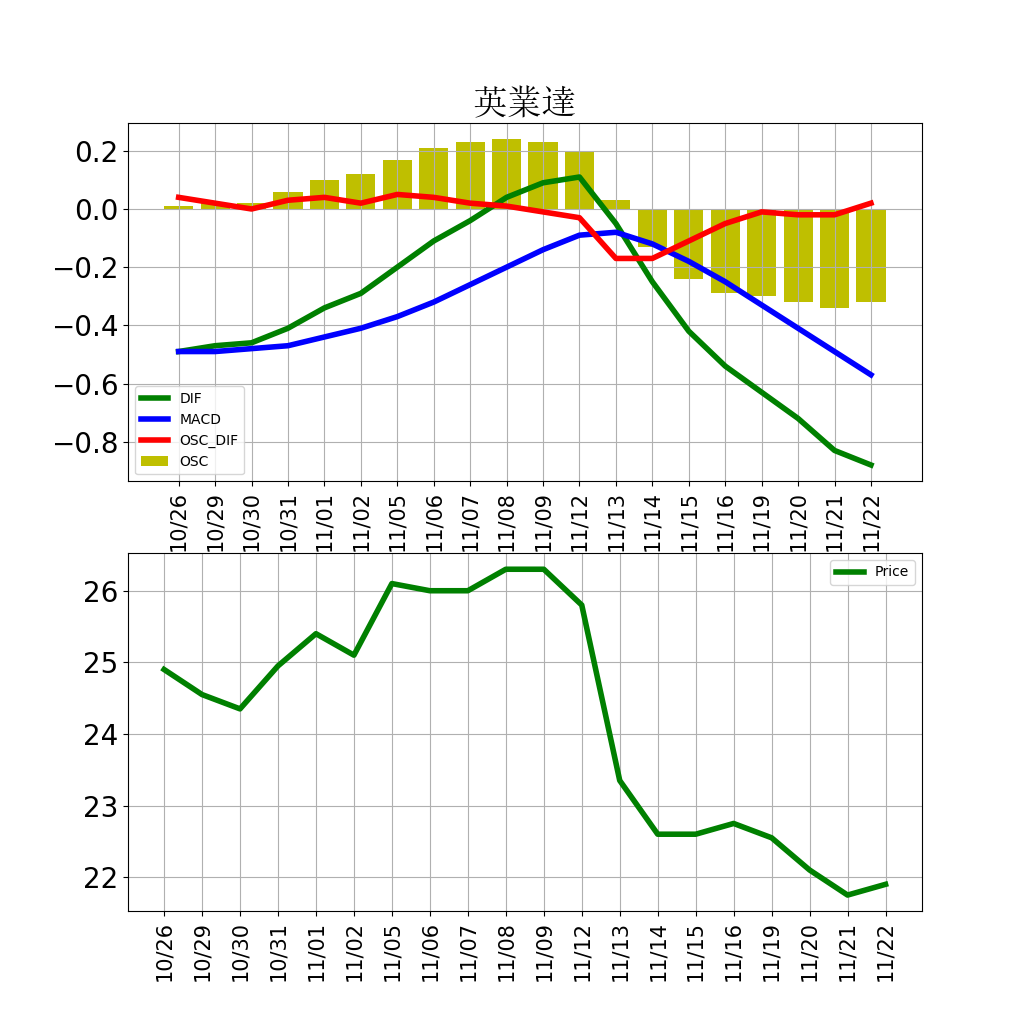 英業達
0.2
0.0
−0.2
−0.4
−0.6
−0.8
DIF
MACD
OSC_DIF
OSC
10/26 10/29 10/30 10/31 11/01 11/02 11/05 11/06 11/07 11/08 11/09 11/12 11/13 11/14 11/15 11/16 11/19 11/20 11/21 11/22
Price
26
25
24
23
22
10/26 10/29 10/30 10/31 11/01 11/02 11/05 11/06 11/07 11/08 11/09 11/12 11/13 11/14 11/15 11/16 11/19 11/20 11/21 11/22